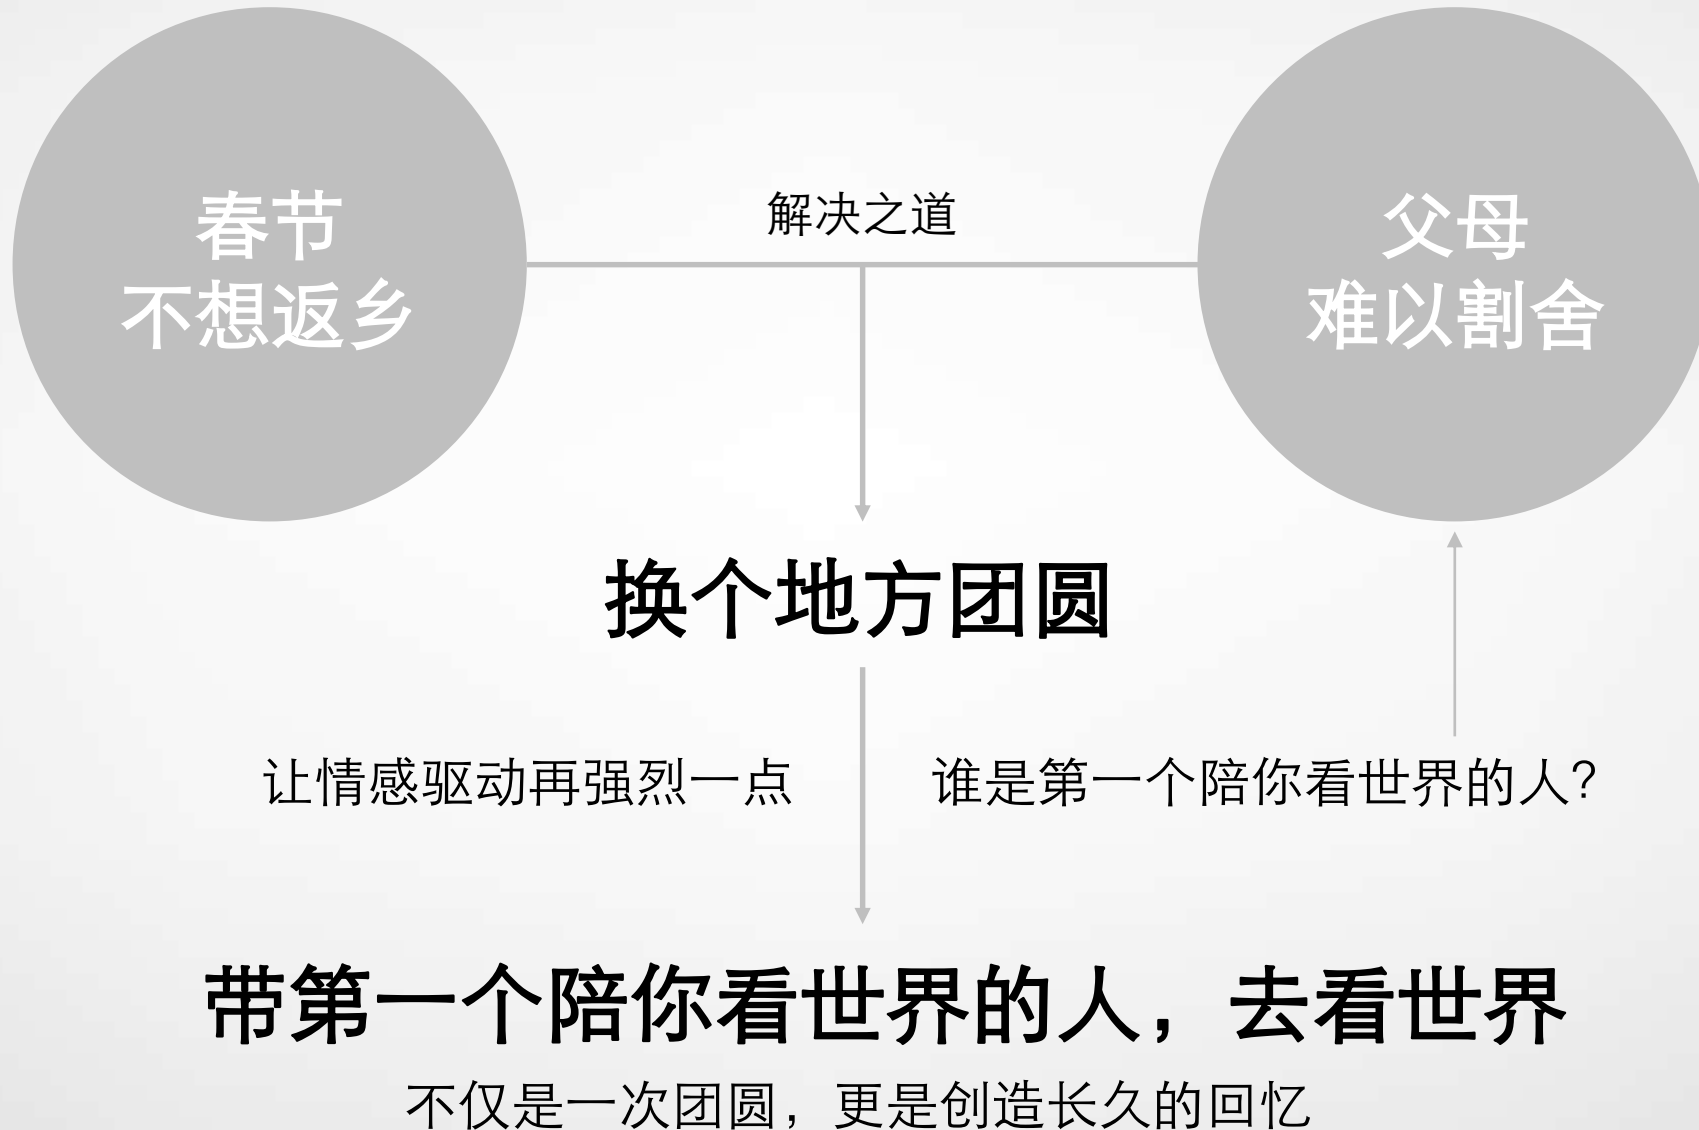 春节
不想返乡
解决之道
父母
难以割舍
换个地方团圆
让情感驱动再强烈一点
谁是第一个陪你看世界的人?
带第一个陪你看世界的人，去看世界
不仅是一次团圆，更是创造长久的回忆